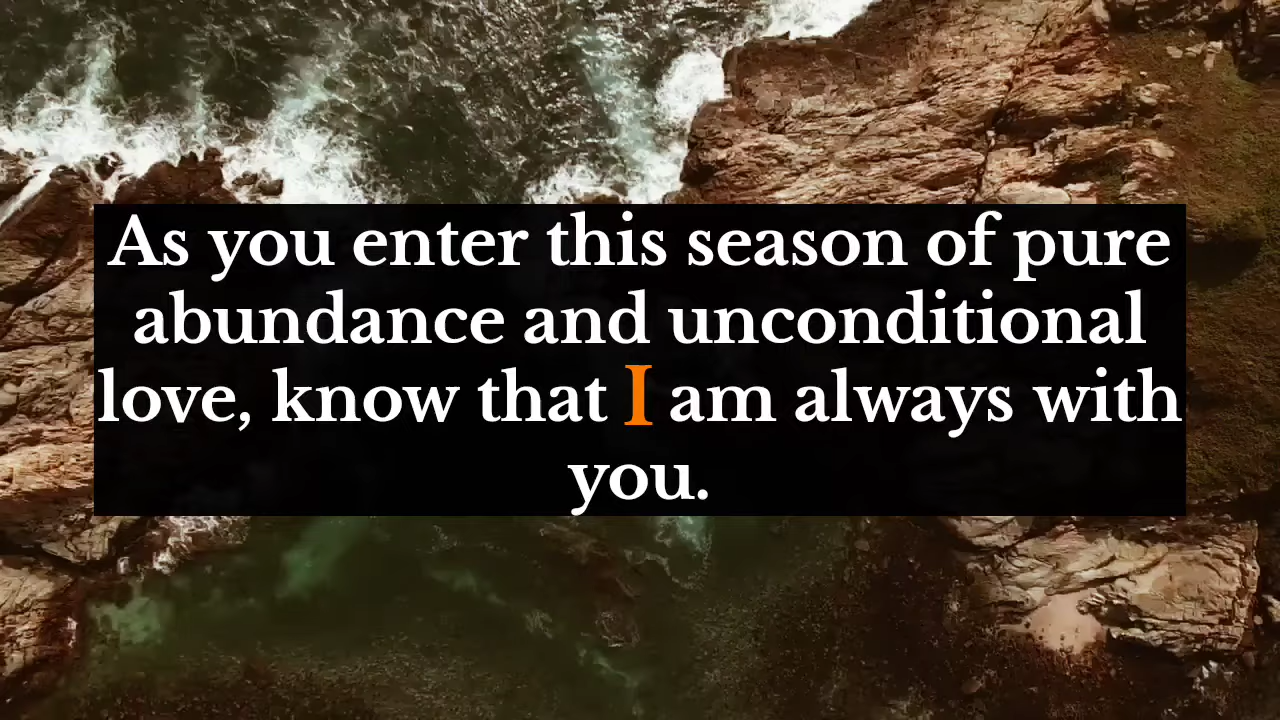 As you enter this season of pure
abundance and unconditional
love, know that I am always with
you.